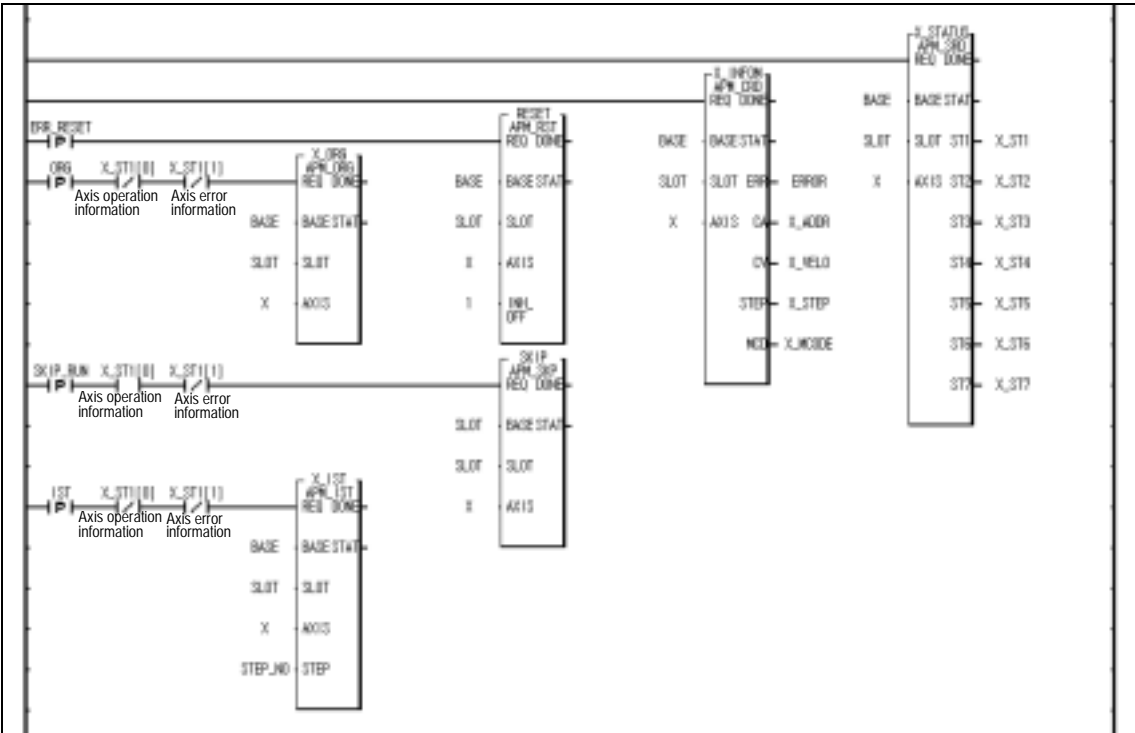 X_STATUS
APM_SRD
REQ DONE
BASE BASE STAT
SLOT SLOT ST1 X_ST1
X AXIS ST2 X_ST2
ST3 X_ST3
ST4 X_ST4
ST5 X_ST5
ST6 X_ST6
ST7 X_ST7
APM_CRD
REQ DONE
BASE BASE STAT
SLOT SLOT ERR ERROR
X AXIS CA X_ADDR
CV X_VELO
STEP X_STEP
MCD X_MCODE
ERR_RESET
P
RESET
APM_RST
REQ DONE
BASE BASE STAT
SLOT SLOT
X AXIS
1 INH_
OFF
ORG X_ST1[0] X_ST1[1]
P
Axis operation
information
Axis error
information
X_ORG
APM_ORG
REQ DONE
BASE BASE STAT
SLOT SLOT
X AXIS
SKIP_RUN X_ST1[0] X_ST1[1]
P
Axis operation
information
Axis error
information
SKIP
APM_SKP
REQ DONE
SLOT BASE STAT
SLOT SLOT
X AXIS
IST X_ST1[0] X_ST1[1]
P
Axis operation
information
Axis error
information
X_IST
APM_IST
REQ DONE
BASE BASE STAT
SLOT SLOT
X AXIS
STEP_NO STEP